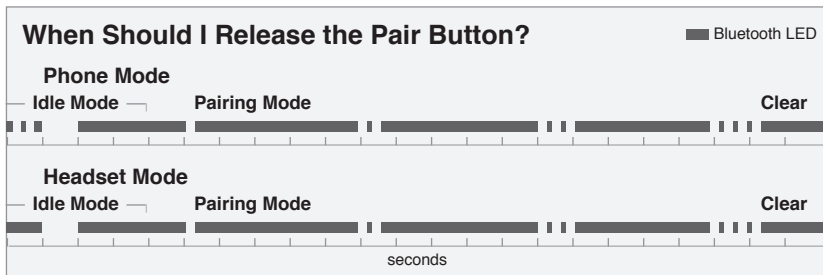 When Should I Release the Pair Button?
Bluetooth LED
Phone Mode
Idle Mode Pairing Mode Clear
Headset Mode
Idle Mode Pairing Mode Clear
seconds